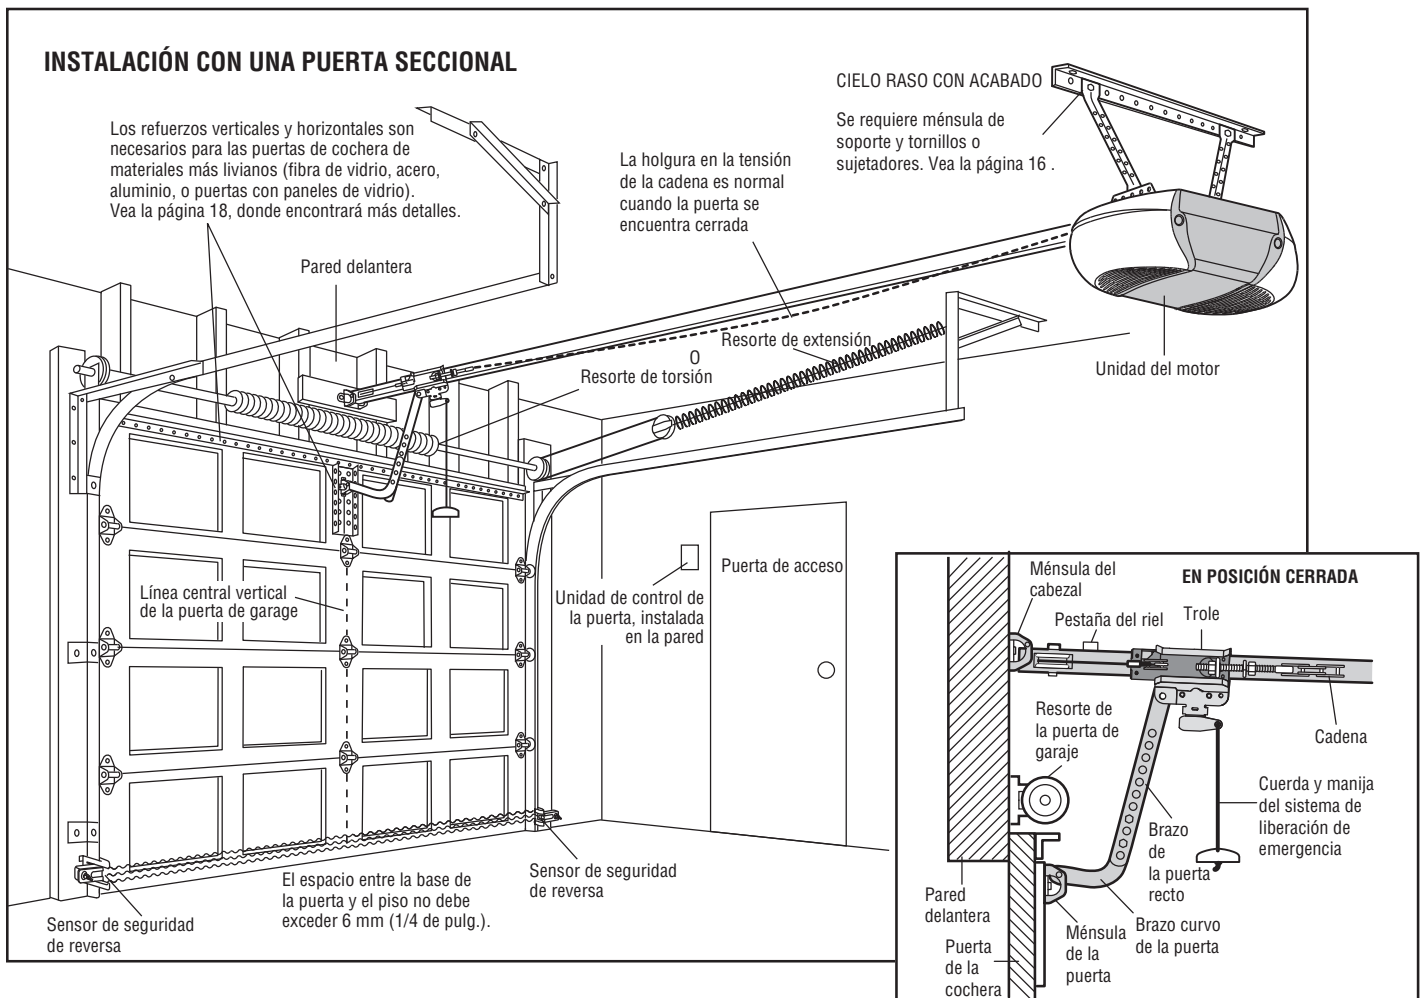 INSTALACIÓN CON UNA PUERTA SECCIONAL
Los refuerzos verticales y horizontales son
necesarios para las puertas de cochera de
materiales más livianos (fibra de vidrio, acero,
aluminio, o puertas con paneles de vidrio).
Vea la página 18, donde encontrará más detalles.
Pared delantera
La holgura en la tensión
de la cadena es normal
cuando la puerta se
encuentra cerrada
CIELO RASO CON ACABADO
Se requiere ménsula de
soporte y tornillos o
sujetadores. Vea la página 16 .
Resorte de extensión
O
Resorte de torsión
Unidad del motor
Línea central vertical
de la puerta de garage
Unidad de control de
la puerta, instalada
en la pared
Puerta de acceso
Sensor de seguridad
de reversa
El espacio entre la base de
la puerta y el piso no debe
exceder 6 mm (1/4 de pulg.).
Sensor de seguridad
de reversa
EN POSICIÓN CERRADA
Ménsula del
cabezal
Pestaña del riel
Trole
Resorte de
la puerta de
garaje
Cadena
Cuerda y manija
del sistema de
liberación de
emergencia
Brazo
de
la puerta
recto
Pared
delantera
Brazo curvo
de la puerta
Ménsula
de la
puerta
Puerta
de la
cochera